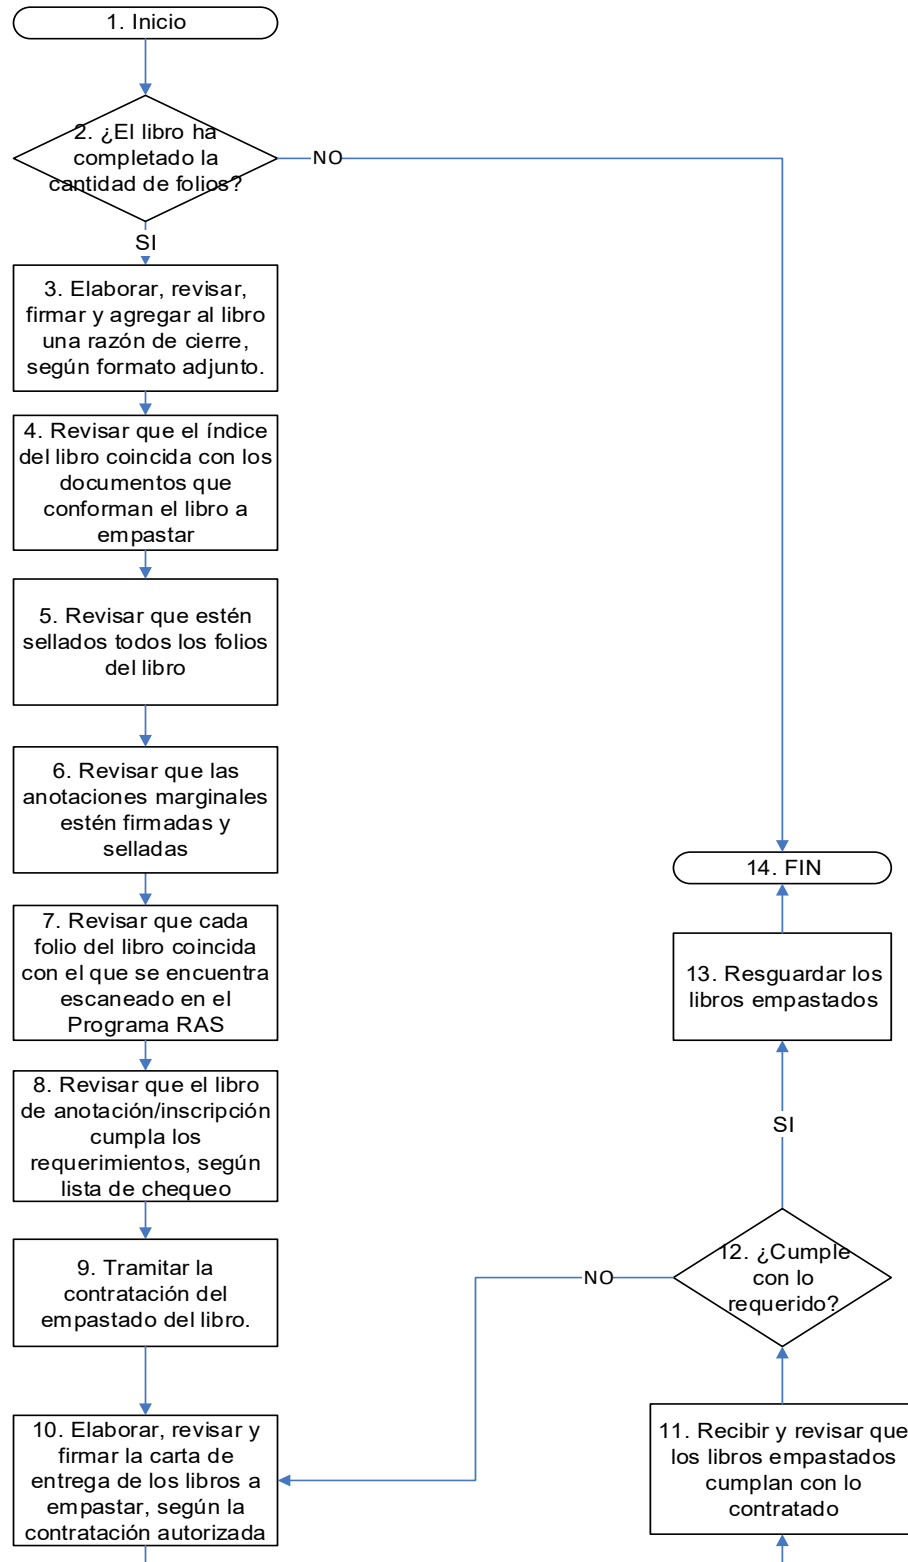 1. Inicio
2. ¿El libro ha
completado la
cantidad de folios?
NO
SI
3. Elaborar, revisar,
firmar y agregar al libro
una razón de cierre,
según formato adjunto.
4. Revisar que el índice
del libro coincida con los
documentos que
conforman el libro a
empastar
5. Revisar que estén
sellados todos los folios
del libro
6. Revisar que las
anotaciones marginales
estén firmadas y
selladas
7. Revisar que cada
folio del libro coincida
con el que se encuentra
escaneado en el
Programa RAS
8. Revisar que el libro
de anotación/inscripción
cumpla los
requerimientos, según
lista de chequeo
9. Tramitar la
contratación del
empastado del libro.
10. Elaborar, revisar y
firmar la carta de
entrega de los libros a
empastar, según la
contratación autorizada
11. Recibir y revisar que
los libros empastados
cumplan con lo
contratado
12. ¿Cumple
con lo
requerido?
NO
SI
13. Resguardar los
libros empastados
14. FIN